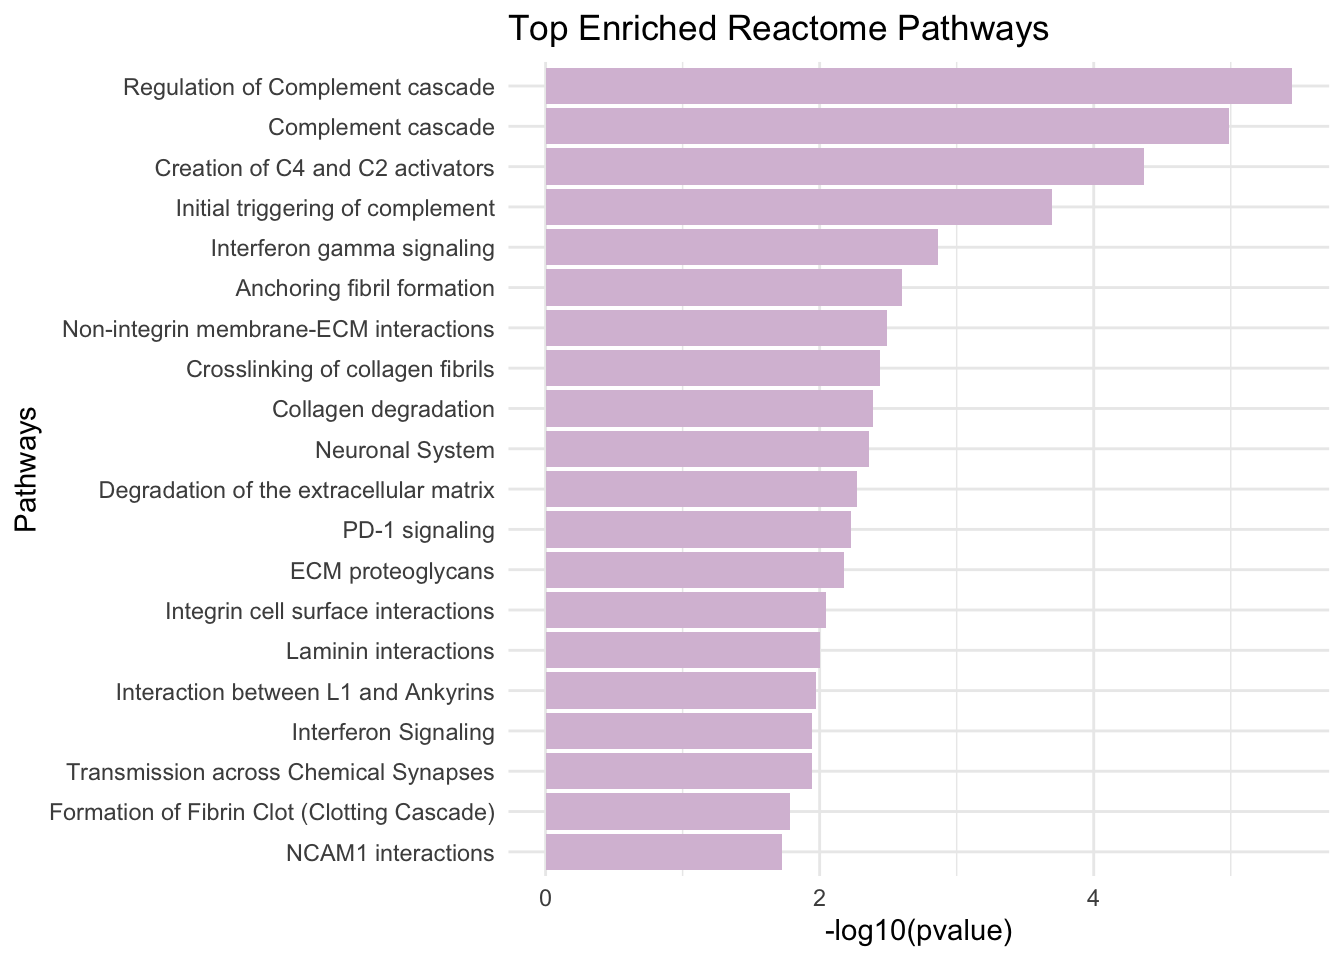 Top Enriched Reactome Pathways
Regulation of Complement cascade
Complement cascade
Creation of C4 and C2 activators
Initial triggering of complement
Interferon gamma signaling
Anchoring fibril formation
Non-integrin membrane-ECM interactions
Crosslinking of collagen fibrils
Collagen degradation
Neuronal System
Degradation of the extracellular matrix
PD-1 signaling
ECM proteoglycans
Integrin cell surface interactions
Laminin interactions
Interaction between L1 and Ankyrins
Interferon Signaling
Transmission across Chemical Synapses
Formation of Fibrin Clot (Clotting Cascade)
NCAM1 interactions
Pathways
0 2 4
-log10(pvalue)